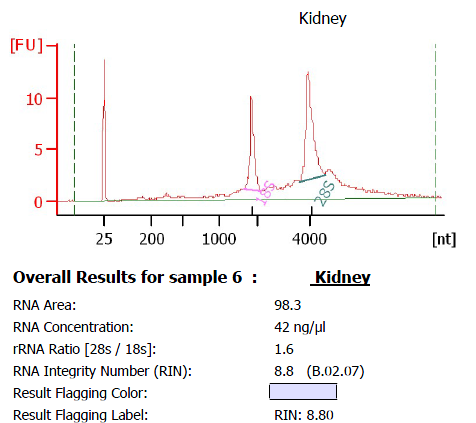 Kidney
[FU]
10
5
0
18S
28S
25 200 1000 4000 [nt]
Overall Results for sample 6 : Kidney
RNA Area: 98.3
RNA Concentration: 42 ng/µl
rRNA Ratio [28s / 18s]: 1.6
RNA Integrity Number (RIN): 8.8 (B.02.07)
Result Flagging Color:
Result Flagging Label: RIN: 8.80